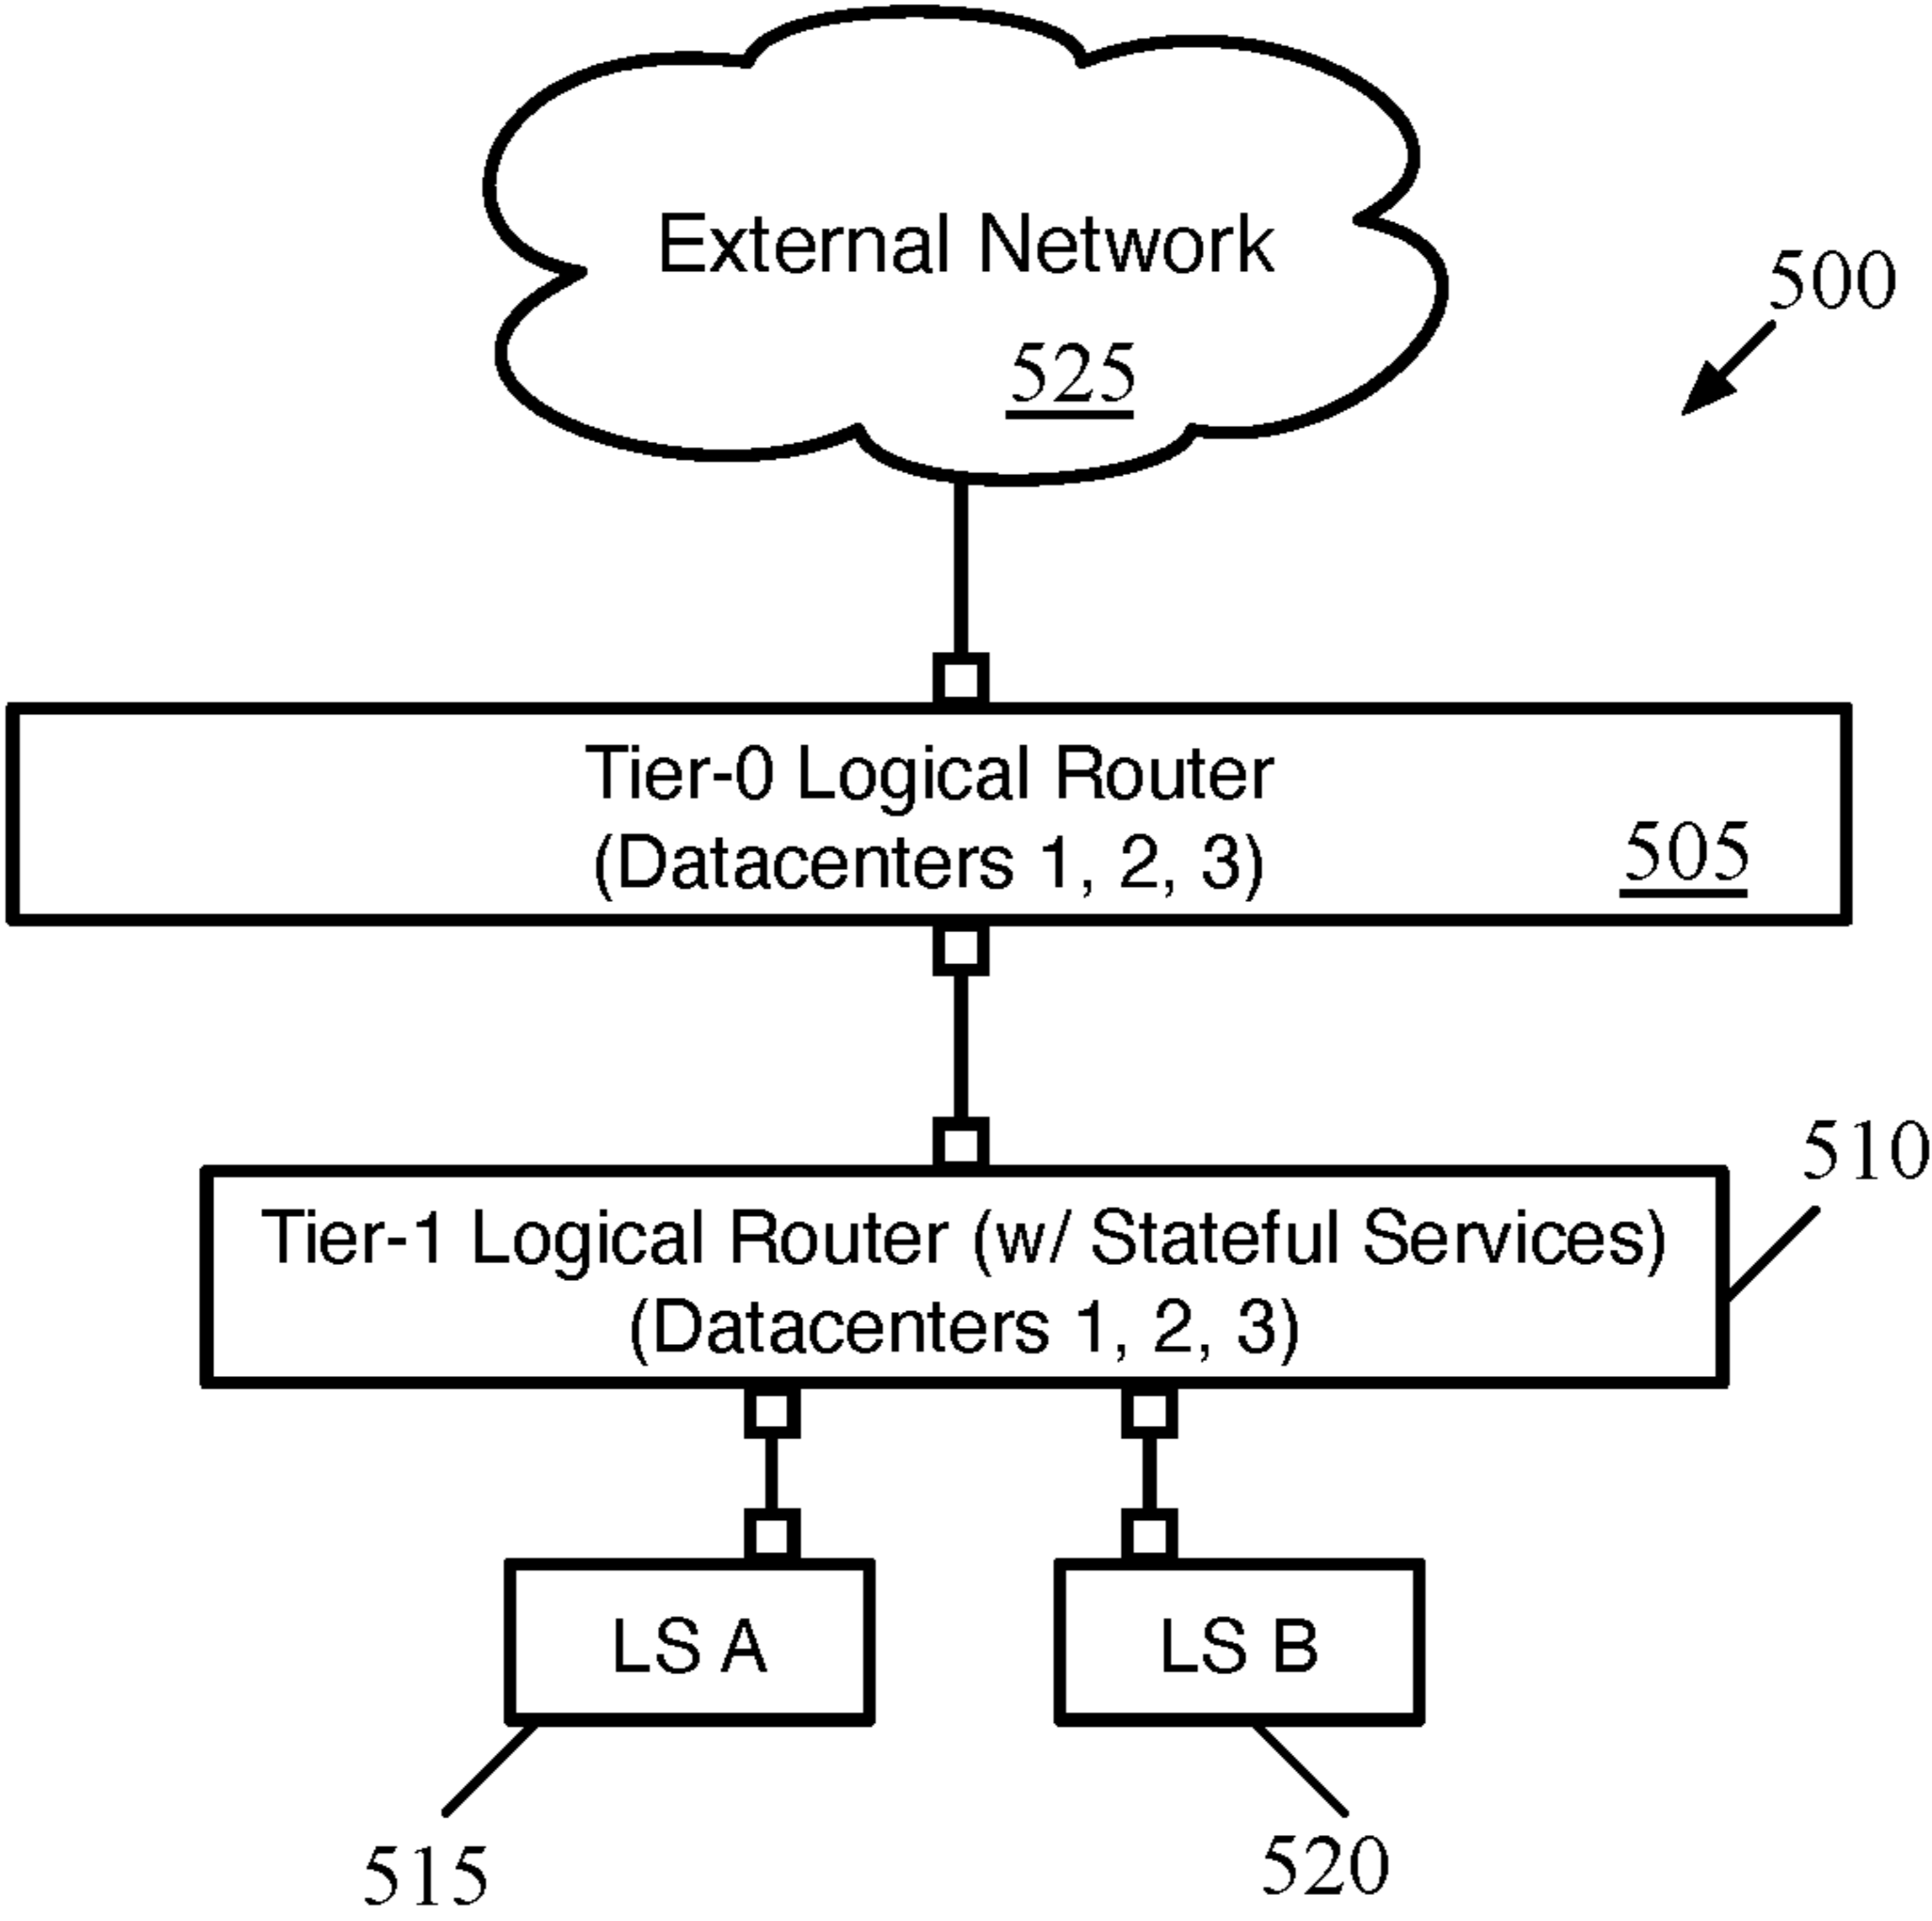 External Network
525
500
Tier-0 Logical Router
(Datacenters 1, 2, 3)
505
510
Tier-1 Logical Router (w/ Stateful Services)
(Datacenters 1, 2, 3)
LS A
LS B
515
520